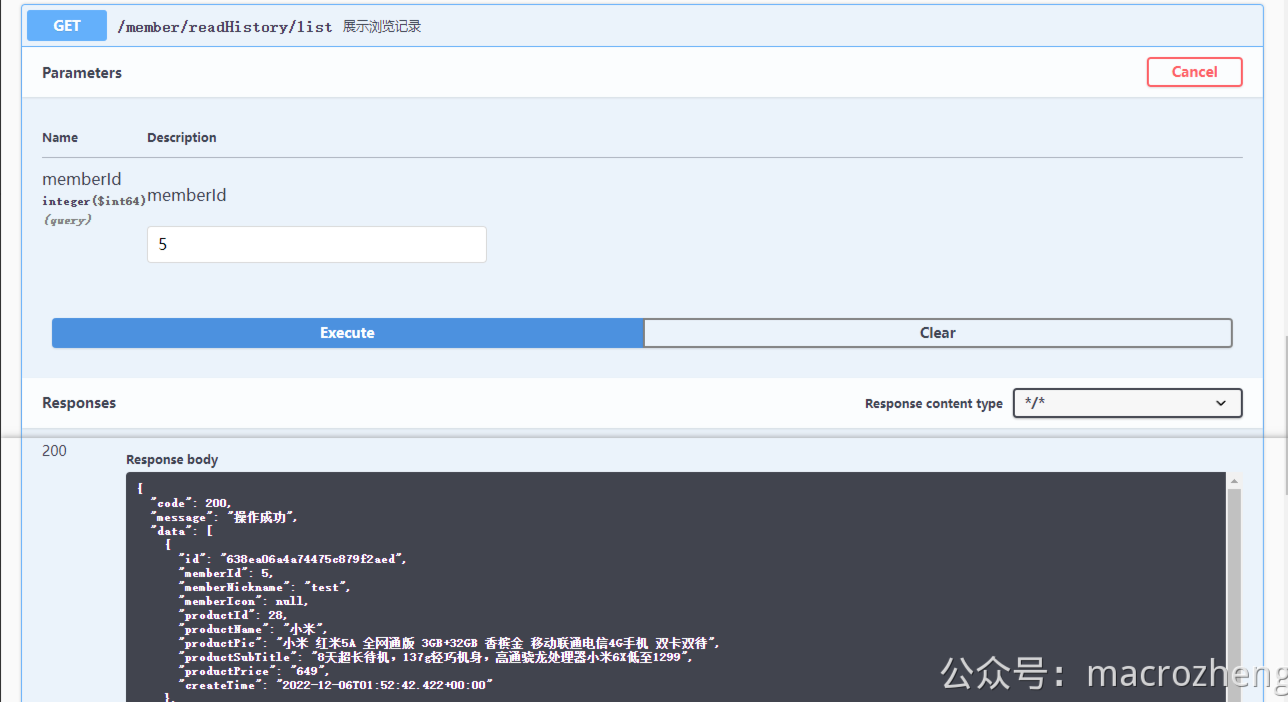 GET /member/readHistory/list 展示浏览记录
Parameters Cancel
Name Description
memberId
integer($int64)
(query)
memberId
5
Execute Clear
Responses Response content type */*
200
Response body
{
"code": 200,
"message": "操作成功",
"data": [
{
"id": "638ea06a4a74475c879f2aed",
"memberId": 5,
"memberNickname": "test",
"memberIcon": null,
"productId": 28,
"productName": "小米",
"productPic": "小米 红米5A 全网通版 3GB+32GB 香槟金 移动联通电信4G手机 双卡双待",
"productSubTitle": "8天超长待机，137g轻巧机身，高通骁龙处理器小米6X低至1299",
"productPrice": "649",
"createTime": "2022-12-06T01:52:42.422+00:00"
},
公众号：macrozheng